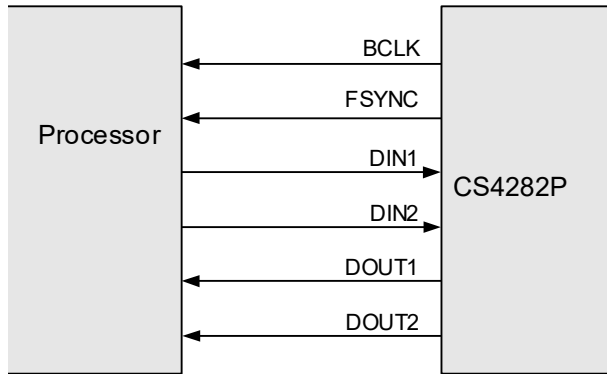 BCLK
FSYNC
Processor
DIN1
CS4282P
DIN2
DOUT1
DOUT2